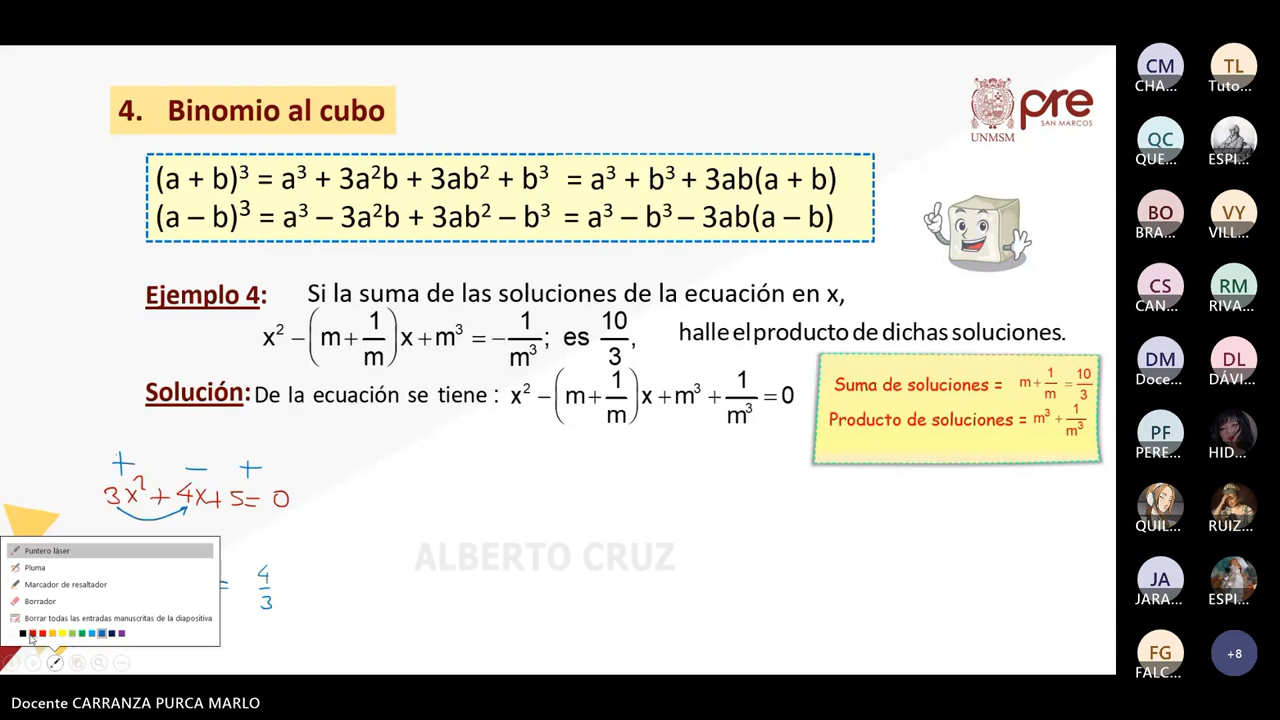 4. Binomio al cubo
UNMSM
pre
SAN MARCOS
(a + b)³ = a³ + 3a²b + 3ab² + b³ = a³ + b³ + 3ab(a + b)
(a – b)³ = a³ – 3a²b + 3ab² – b³ = a³ – b³ – 3ab(a – b)
Ejemplo 4: Si la suma de las soluciones de la ecuación en x,
x² – (m + 1/m)x + m³ = – 1/m³; es 10/3, halle el producto de dichas soluciones.
Solución: De la ecuación se tiene : x² – (m + 1/m)x + m³ + 1/m³ = 0
Suma de soluciones = m + 1/m = 10/3
Producto de soluciones = m³ + 1/m³
+ – +
3x² + 4x + 5 = 0
= 4/3
ALBERTO CRUZ
Puntero láser
Pluma
Marcador de resaltador
Borrador
Borrar todas las entradas manuscritas de la diapositiva
CM
CHA...
TL
Tuto...
QC
QUE...
ESPI...
BO
BRA...
VY
VILL...
CS
CAN...
RM
RIVA...
DM
Doce...
DL
DÁVI...
PF
PERE...
HID...
QUIL...
RUIZ...
JA
JARA...
ESPI...
FG
FALC...
+8
Docente CARRANZA PURCA MARLO